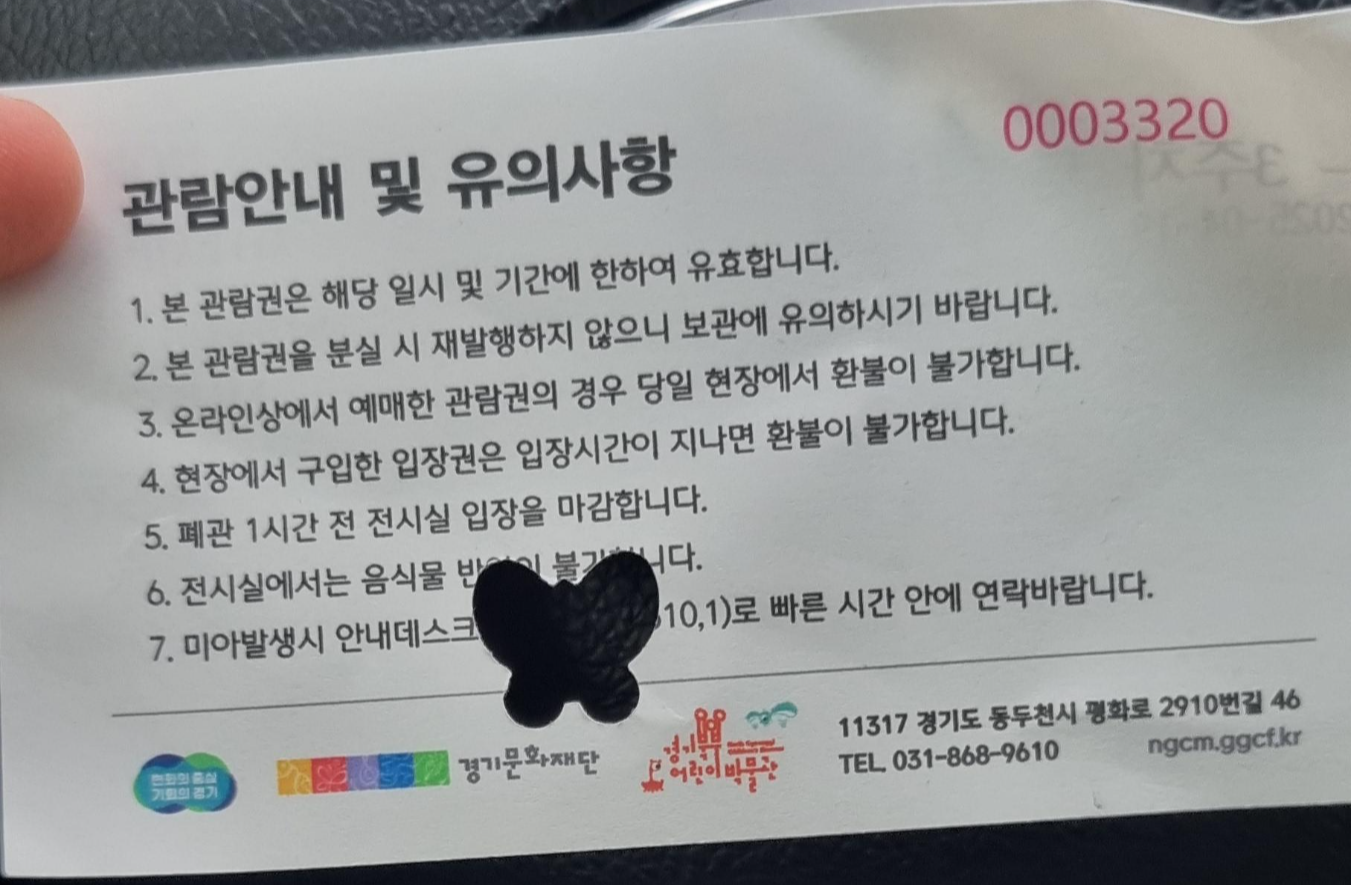 0003320
관람안내 및 유의사항
1. 본 관람권은 해당 일시 및 기간에 한하여 유효합니다.
2. 본 관람권을 분실 시 재발행하지 않으니 보관에 유의하시기 바랍니다.
3. 온라인상에서 예매한 관람권의 경우 당일 현장에서 환불이 불가합니다.
4. 현장에서 구입한 입장권은 입장시간이 지나면 환불이 불가합니다.
5. 폐관 1시간 전 전시실 입장을 마감합니다.
6. 전시실에서는 음식물
7. 미아발생시 안내데스크 10,1)로 빠른 시간 안에 연락바랍니다.
변화의 중심
기회의 경기
경기문화재단
경기북부
어린이박물관
11317 경기도 동두천시 평화로 2910번길 46
TEL. 031-868-9610 ngcm.ggcf.kr